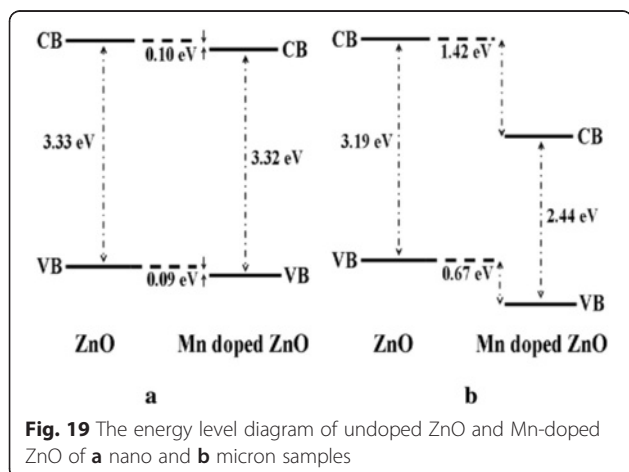 CB
0.10 eV
CB
3.33 eV
3.32 eV
VB
0.09 eV
VB
ZnO
Mn doped ZnO
a
CB
1.42 eV
3.19 eV
CB
2.44 eV
VB
0.67 eV
VB
ZnO
Mn doped ZnO
b
Fig. 19 The energy level diagram of undoped ZnO and Mn-doped
ZnO of a nano and b micron samples